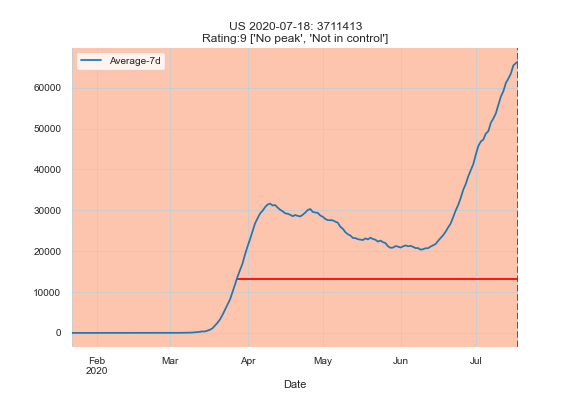 US 2020-07-18: 3711413
Rating:9 ['No peak', 'Not in control']
Average-7d
60000
50000
40000
30000
20000
10000
0
Feb Mar Apr May Jun Jul
2020
Date